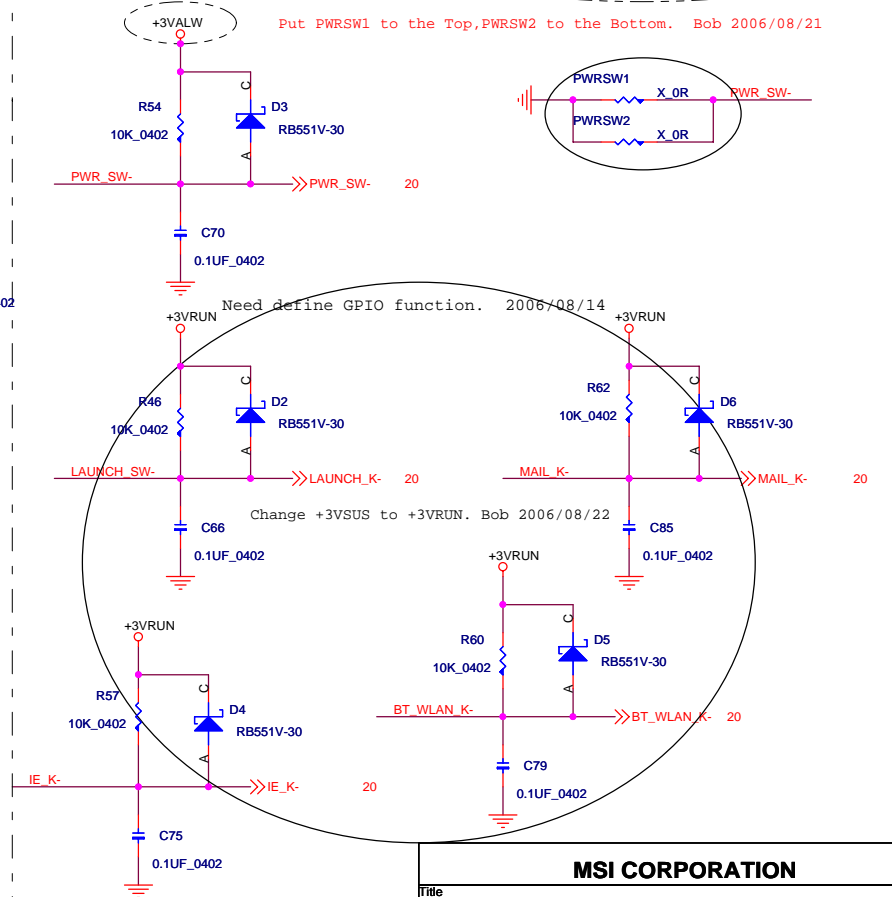 +3VALW
Put PWRSW1 to the Top,PWRSW2 to the Bottom. Bob 2006/08/21
C
R54
10K_0402
D3
RB551V-30
A
PWR_SW-
PWR_SW-
20
C70
0.1UF_0402
PWRSW1
X_0R
PWR_SW-
PWRSW2
X_0R
02
Need define GPIO function. 2006/08/14
+3VRUN
C
R46
10K_0402
D2
RB551V-30
A
LAUNCH_SW-
LAUNCH_K-
20
C66
0.1UF_0402
+3VRUN
C
R62
10K_0402
D6
RB551V-30
A
MAIL_K-
MAIL_K-
20
C85
0.1UF_0402
Change +3VSUS to +3VRUN. Bob 2006/08/22
+3VRUN
C
R60
10K_0402
D5
RB551V-30
A
BT_WLAN_K-
BT_WLAN_K-
20
C79
0.1UF_0402
+3VRUN
C
R57
10K_0402
D4
RB551V-30
A
IE_K-
IE_K-
20
C75
0.1UF_0402
MSI CORPORATION
Title